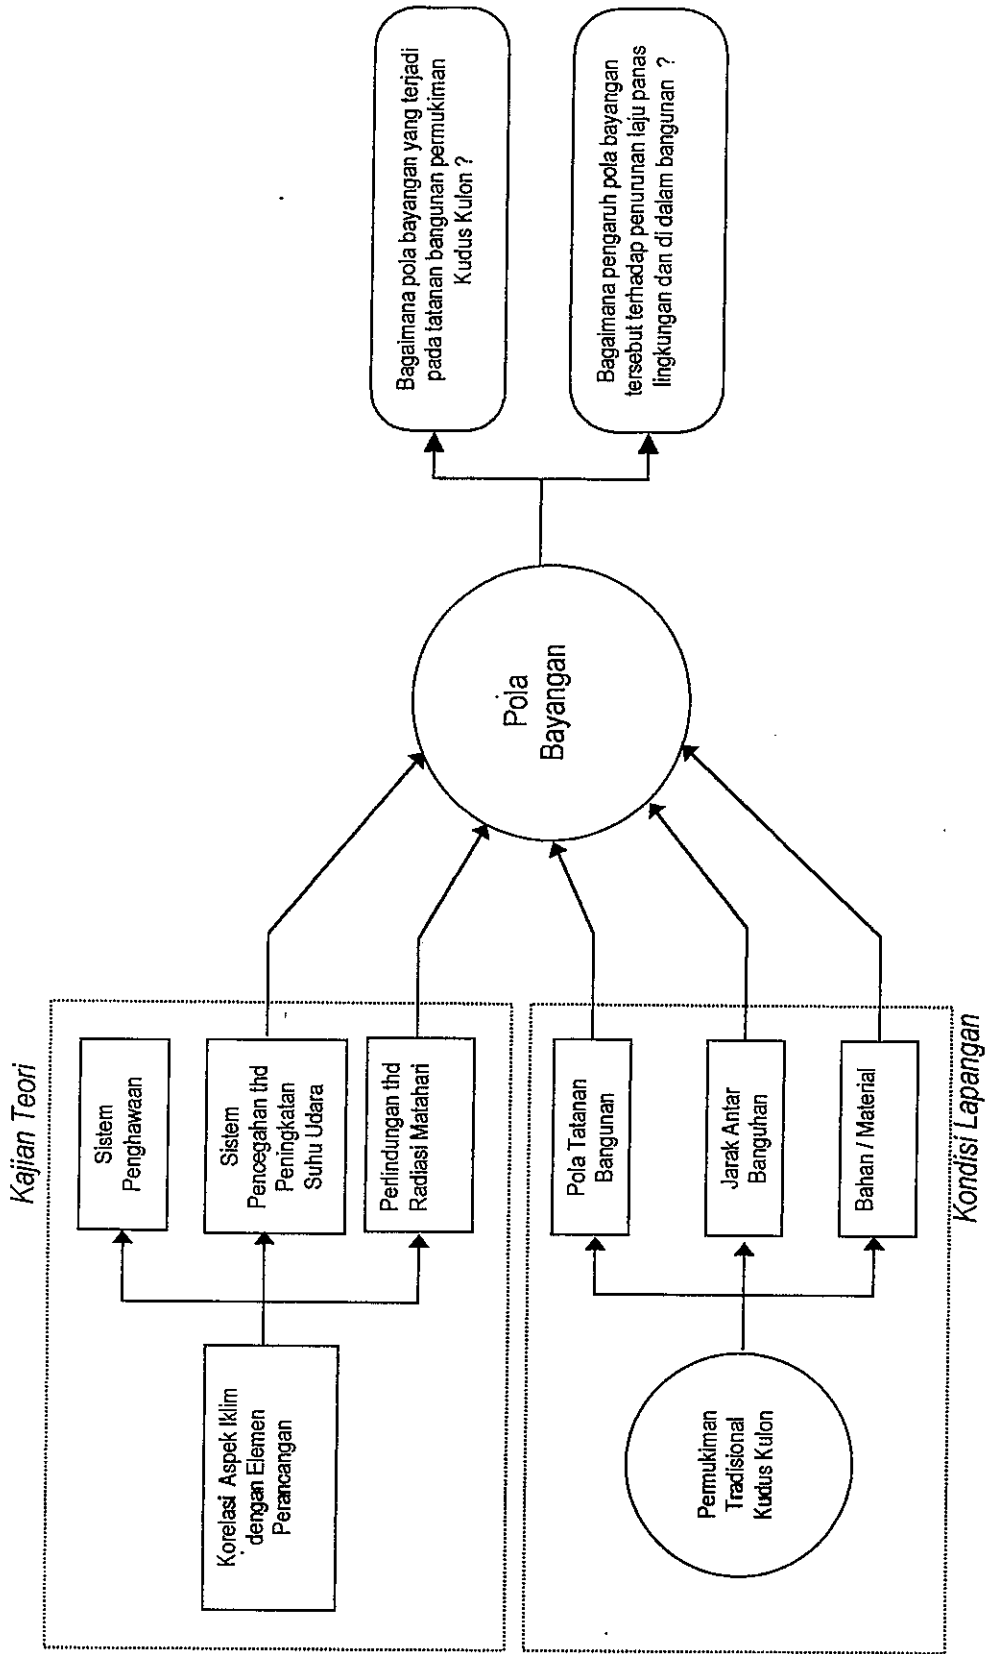 Kajian Teori
Korelasi Aspek Iklim
dengan Elemen
Perancangan
Sistem
Penghawaan
Sistem
Pencegahan thd
Peningkatan
Suhu Udara
Perlindungan thd
Radiasi Matahari
Permukiman
Tradisional
Kudus Kulon
Pola Tatanan
Bangunan
Jarak Antar
Banguhan
Bahan / Material
Kondisi Lapangan
Pola
Bayangan
Bagaimana pola bayangan yang terjadi
pada tatanan bangunan permukiman
Kudus Kulon ?
Bagaimana pengaruh pola bayangan
tersebut terhadap penurunan laju panas
lingkungan dan di dalam bangunan ?